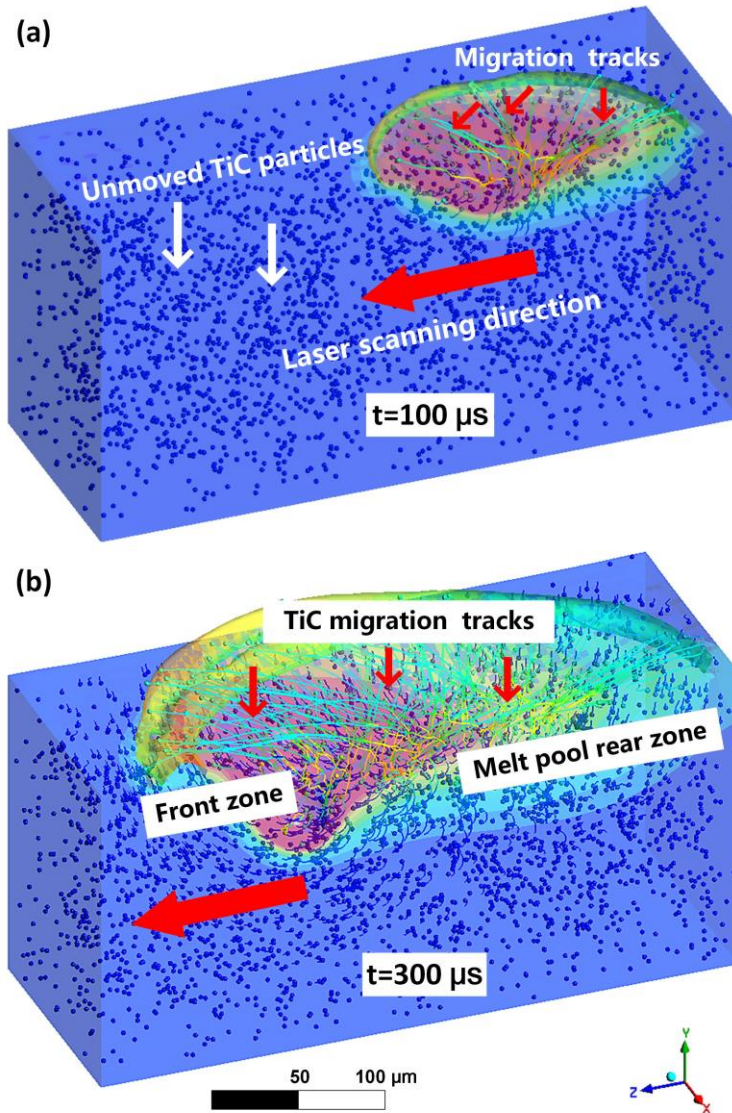 (a)
Migration tracks
Unmoved TiC particles
Laser scanning direction
t=100 µs
(b)
TiC migration tracks
Melt pool rear zone
Front zone
t=300 µs
50 100 µm
Y
Z
X